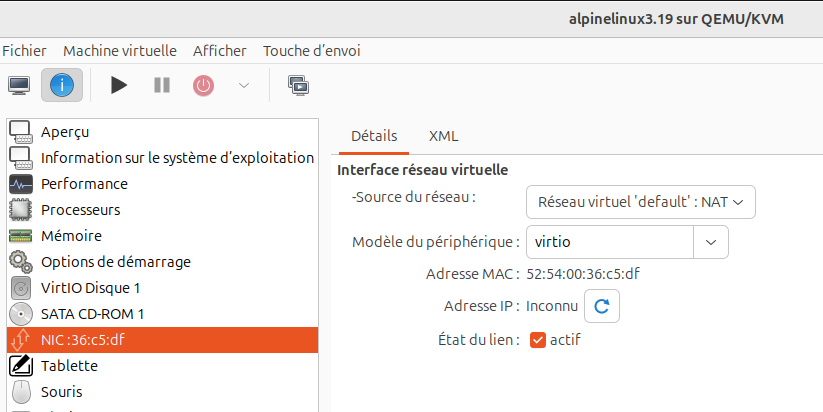 alpinelinux3.19 sur QEMU/KVM
Fichier Machine virtuelle Afficher Touche d'envoi
Aperçu
Information sur le système d'exploitation
Performance
Processeurs
Mémoire
Options de démarrage
VirtIO Disque 1
SATA CD-ROM 1
NIC :36:c5:df
Tablette
Souris
Détails XML
Interface réseau virtuelle
-Source du réseau : Réseau virtuel 'default' : NAT
Modèle du périphérique : virtio
Adresse MAC : 52:54:00:36:c5:df
Adresse IP : Inconnu
État du lien : actif